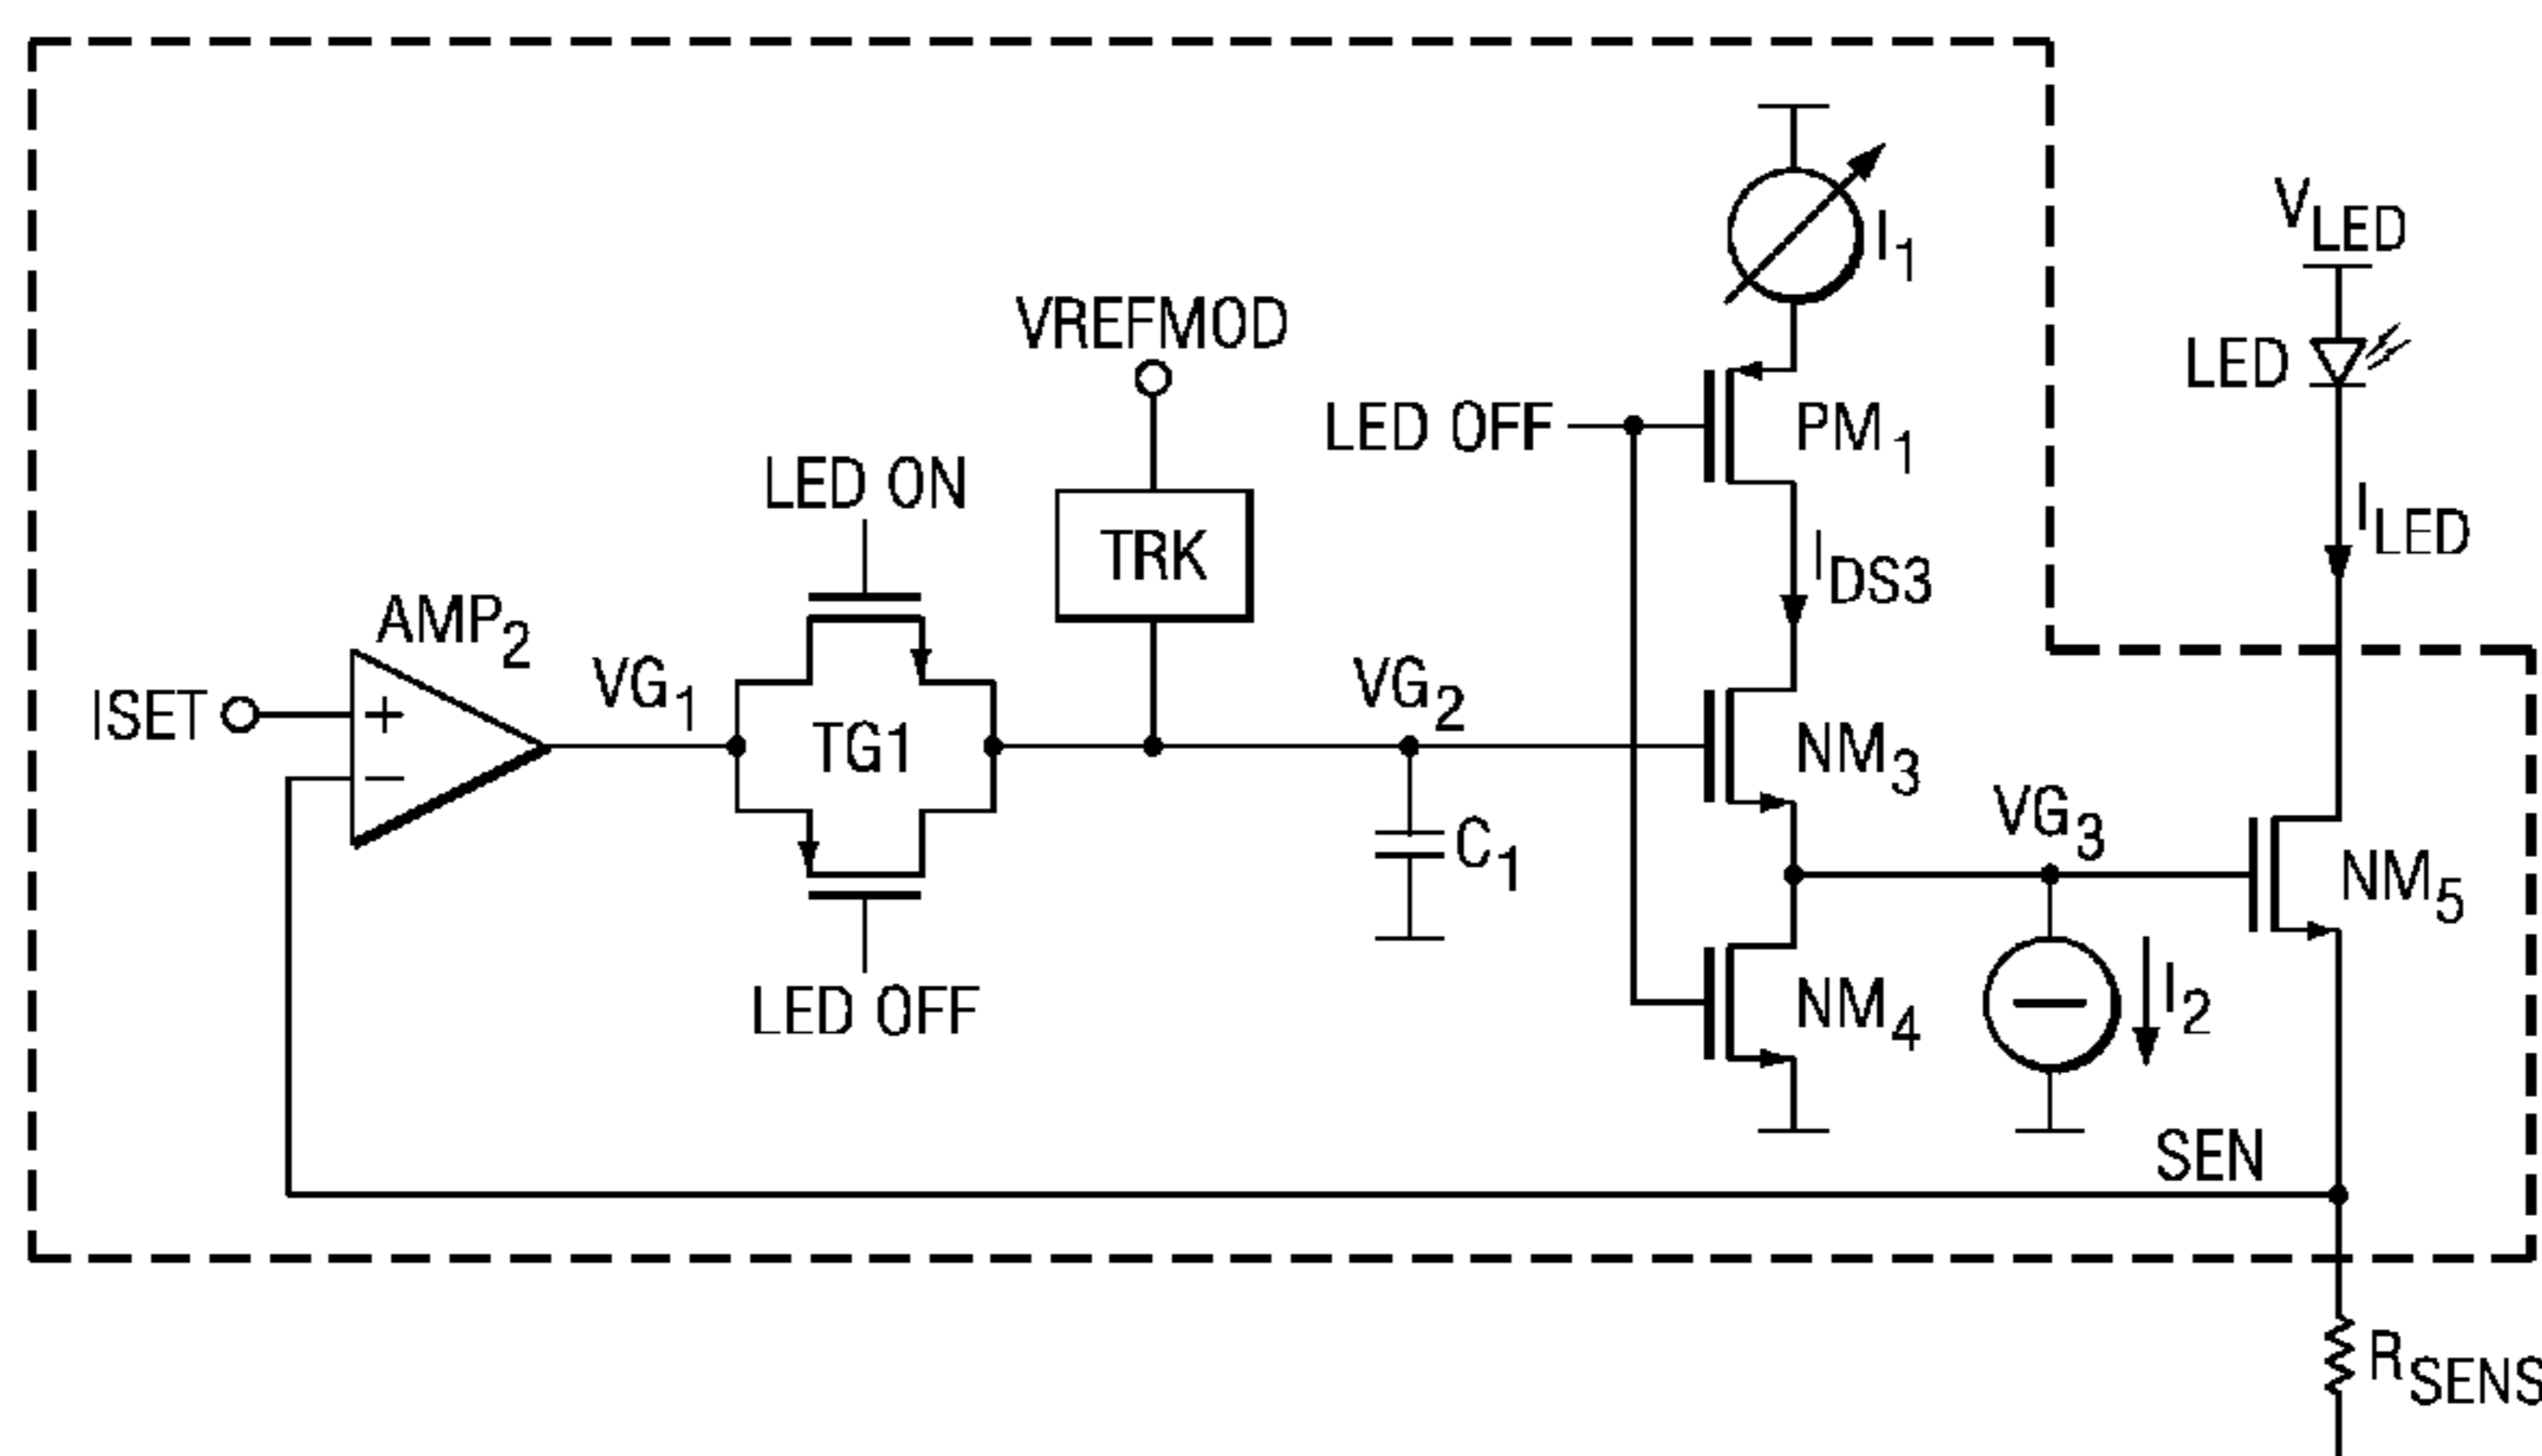 I1
VLED
VREFMOD
LED
LED OFF
PM1
LED ON
ILED
TRK
IDS3
AMP2
VG1
VG2
ISET
+
TG1
NM3
−
VG3
C1
NM5
LED OFF
NM4
−
I2
SEN
RSENS